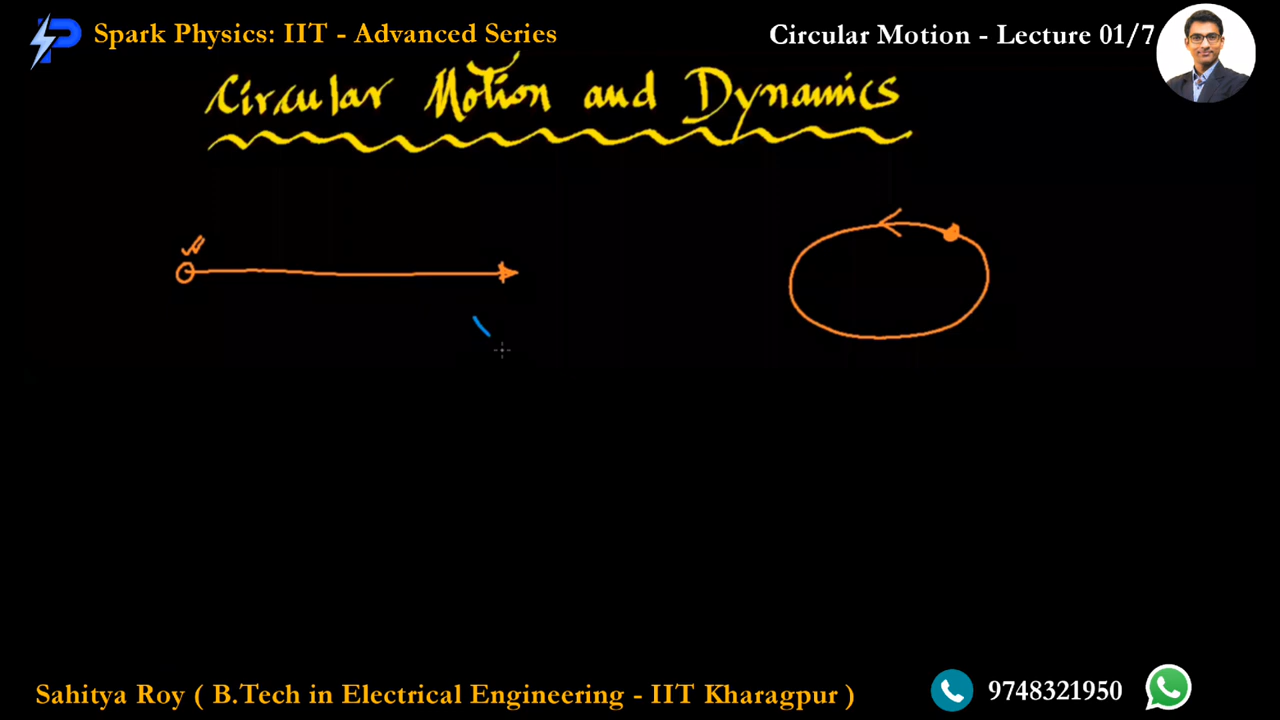 Spark Physics: IIT - Advanced Series
Circular Motion - Lecture 01/7
Circular Motion and Dynamics
Sahitya Roy ( B.Tech in Electrical Engineering - IIT Kharagpur )
9748321950